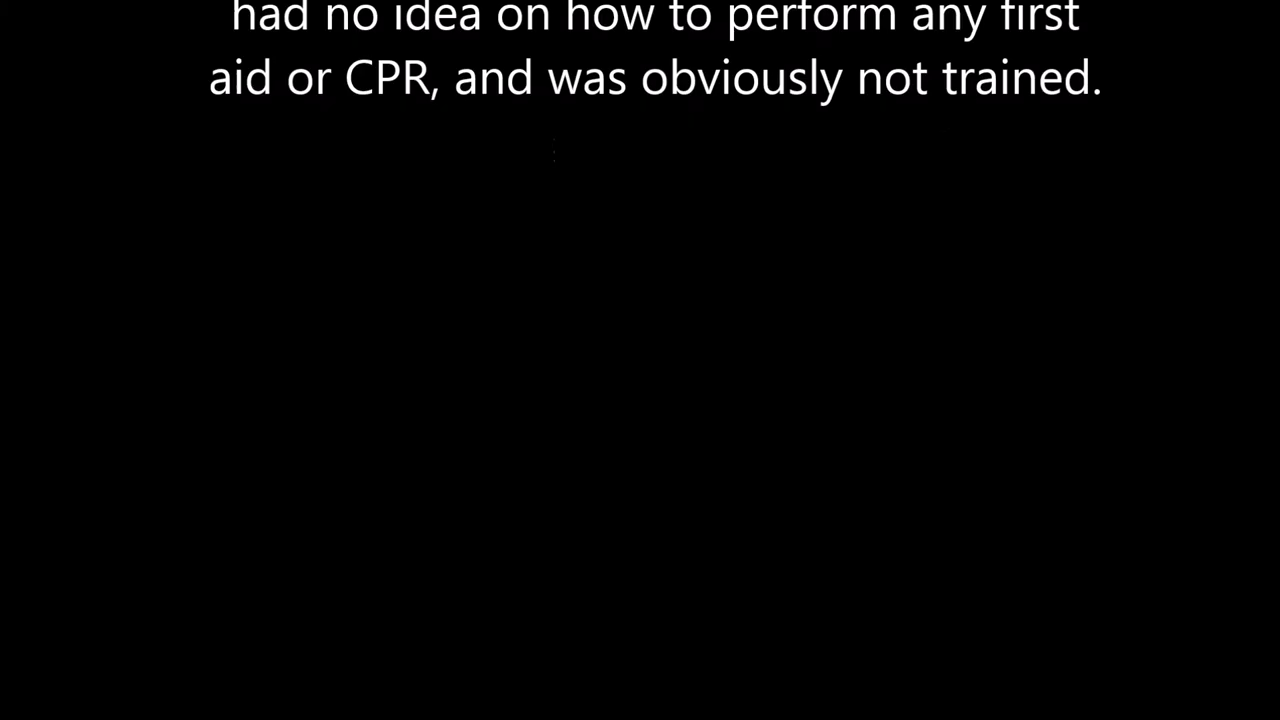 had no idea on how to perform any first
aid or CPR, and was obviously not trained.